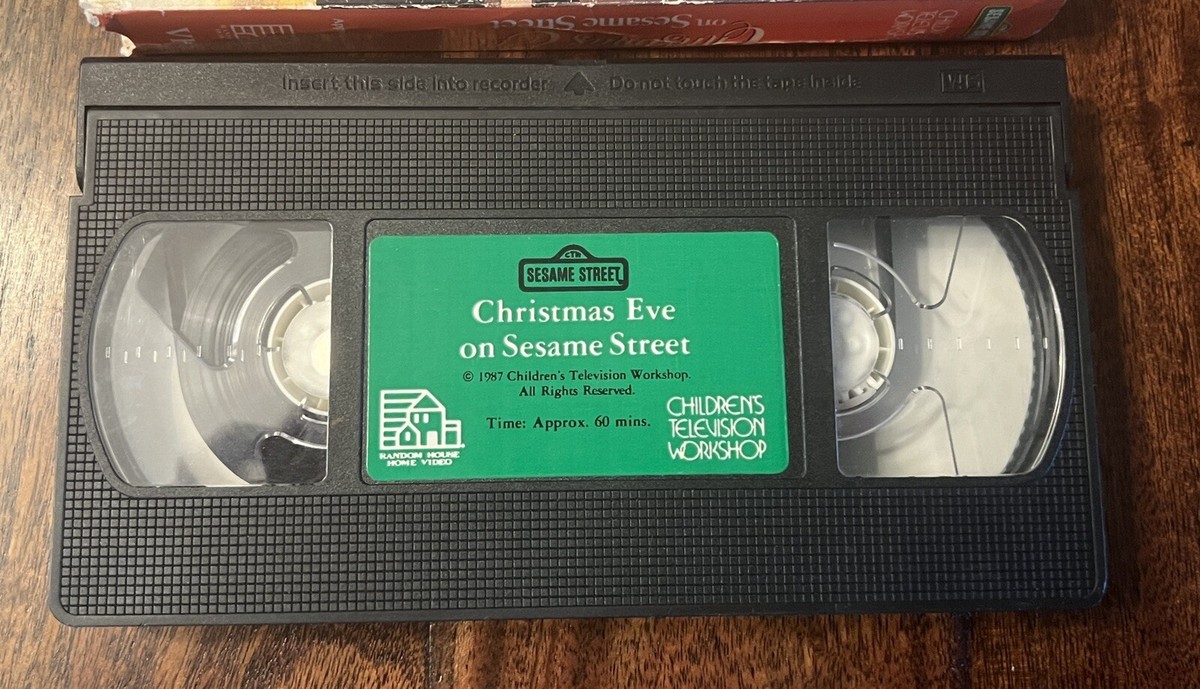 on Sesame Street
Insert this side into recorder Do not touch the tape inside VHS
CTW
SESAME STREET
Christmas Eve
on Sesame Street
© 1987 Children's Television Workshop.
All Rights Reserved.
Time: Approx. 60 mins.
RANDOM HOUSE
HOME VIDEO
CHILDREN'S
TELEVISION
WORKSHOP